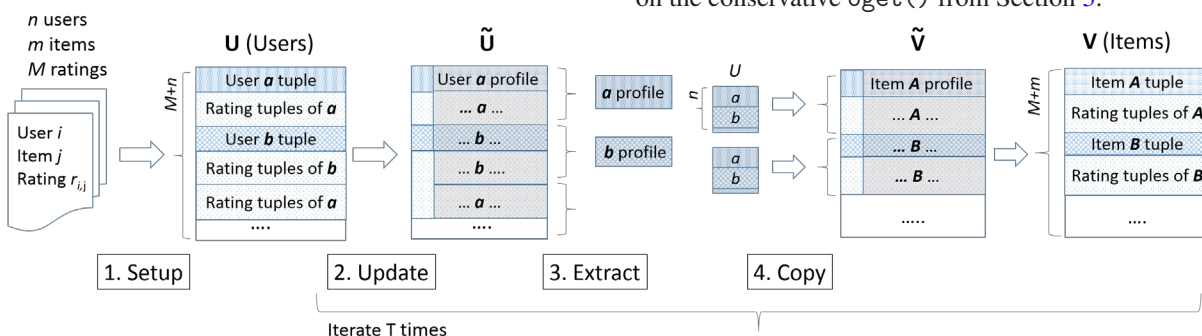 on the conservative oget() from Section 5.
n users
m items
M ratings
User i
Item j
Rating r_{i,j}
U (Users)
M+n
User a tuple
Rating tuples of a
User b tuple
Rating tuples of b
Rating tuples of a
....
Ũ
User a profile
... a ...
... b ...
... b ....
... a ...
....
a profile
b profile
U
n
a
b
a
b
Ṽ
Item A profile
... A ...
... B ...
... B ...
.....
V (Items)
M+m
Item A tuple
Rating tuples of A
Item B tuple
Rating tuples of B
....
1. Setup
2. Update
3. Extract
4. Copy
Iterate T times